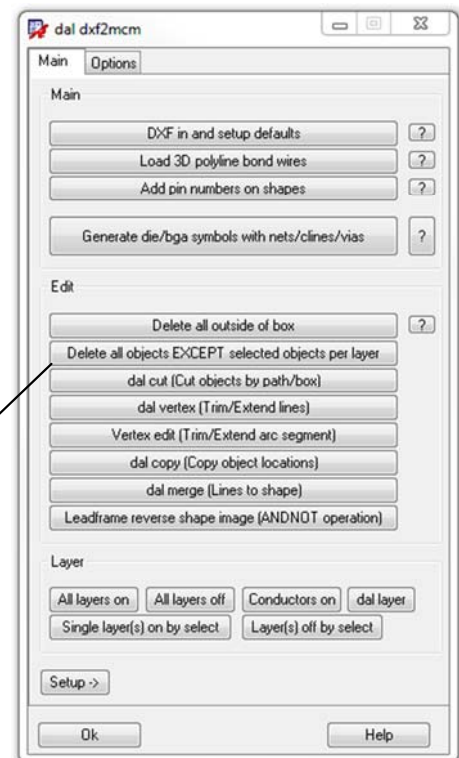 dal dxf2mcm
Main Options
Main
DXF in and setup defaults ?
Load 3D polyline bond wires ?
Add pin numbers on shapes ?
Generate die/bga symbols with nets/clines/vias ?
Edit
Delete all outside of box ?
Delete all objects EXCEPT selected objects per layer
dal cut (Cut objects by path/box)
dal vertex (Trim/Extend lines)
Vertex edit (Trim/Extend arc segment)
dal copy (Copy object locations)
dal merge (Lines to shape)
Leadframe reverse shape image (ANDNOT operation)
Layer
All layers on All layers off Conductors on dal layer
Single layer(s) on by select Layer(s) off by select
Setup ->
Ok Help